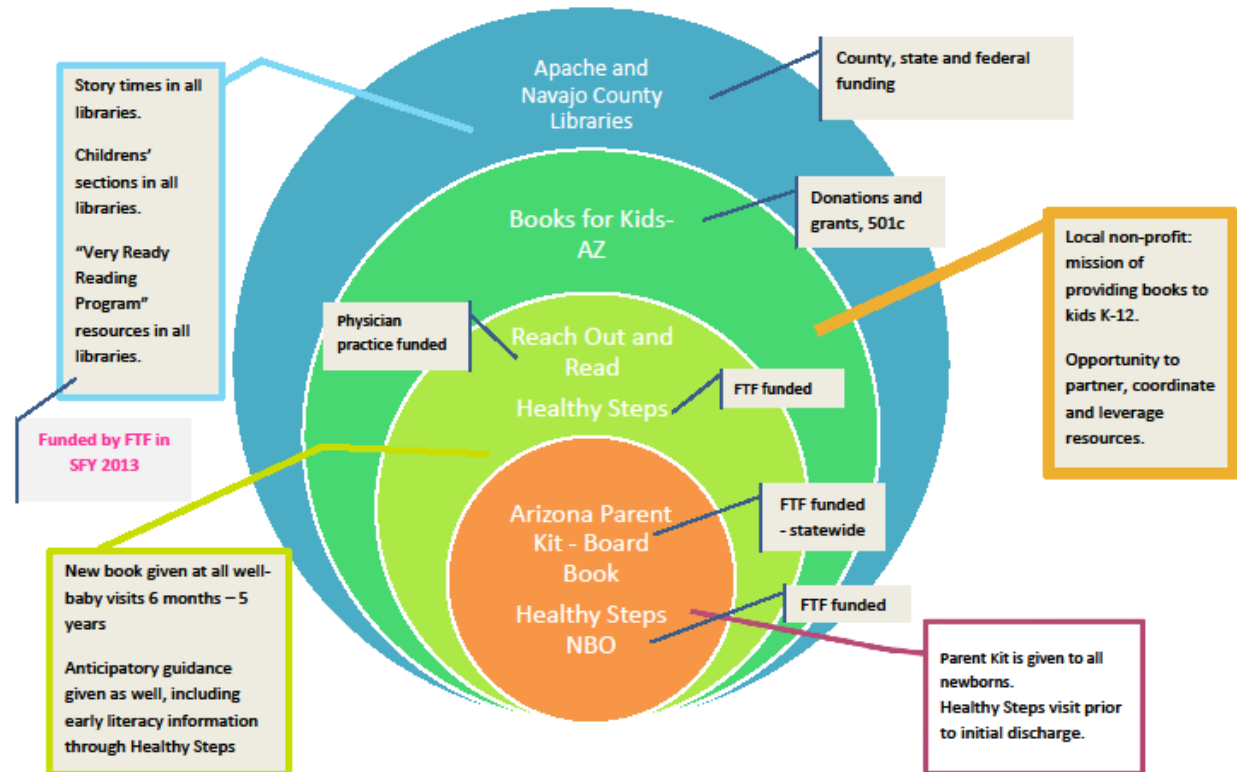 Apache and
Navajo County
Libraries
County, state and federal
funding
Story times in all
libraries.
Childrens'
sections in all
libraries.
“Very Ready
Reading
Program”
resources in all
libraries.
Funded by FTF in
SFY 2013
Books for Kids-
AZ
Donations and
grants, 501c
Local non-profit:
mission of
providing books to
kids K-12.
Opportunity to
partner, coordinate
and leverage
resources.
Physician
practice funded
Reach Out and
Read
Healthy Steps
FTF funded
New book given at all well-
baby visits 6 months – 5
years
Anticipatory guidance
given as well, including
early literacy information
through Healthy Steps
Arizona Parent
Kit - Board
Book
Healthy Steps
NBO
FTF funded
- statewide
FTF funded
Parent Kit is given to all
newborns.
Healthy Steps visit prior
to initial discharge.